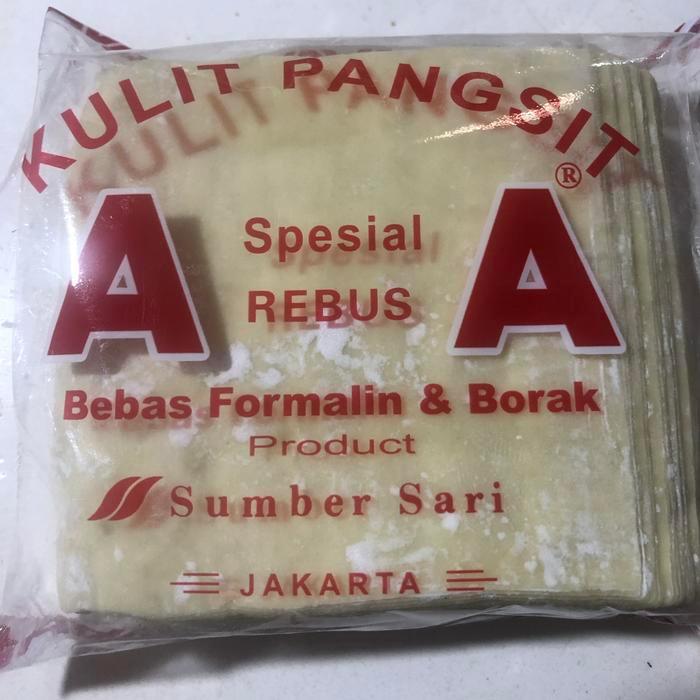 KULIT PANGSIT
®
A A
Spesial
REBUS
Bebas Formalin & Borak
Product
Sumber Sari
JAKARTA